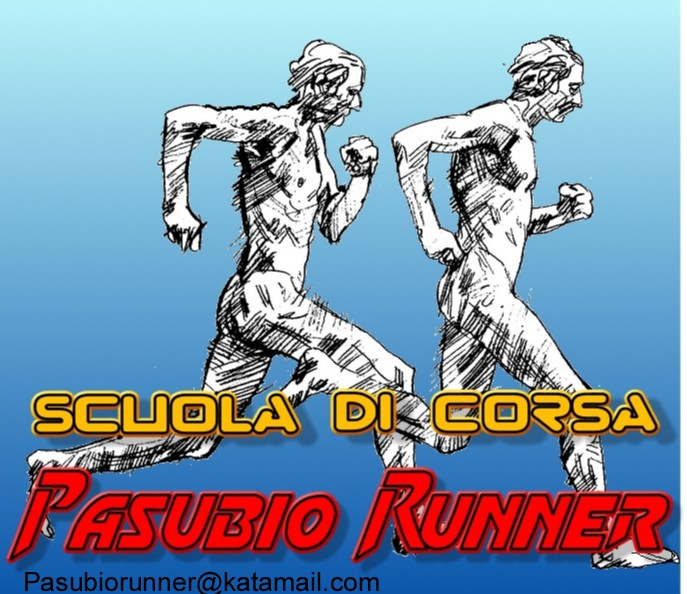 SCUOLA DI CORSA
PASUBIO RUNNER
Pasubiorunner@katamail.com